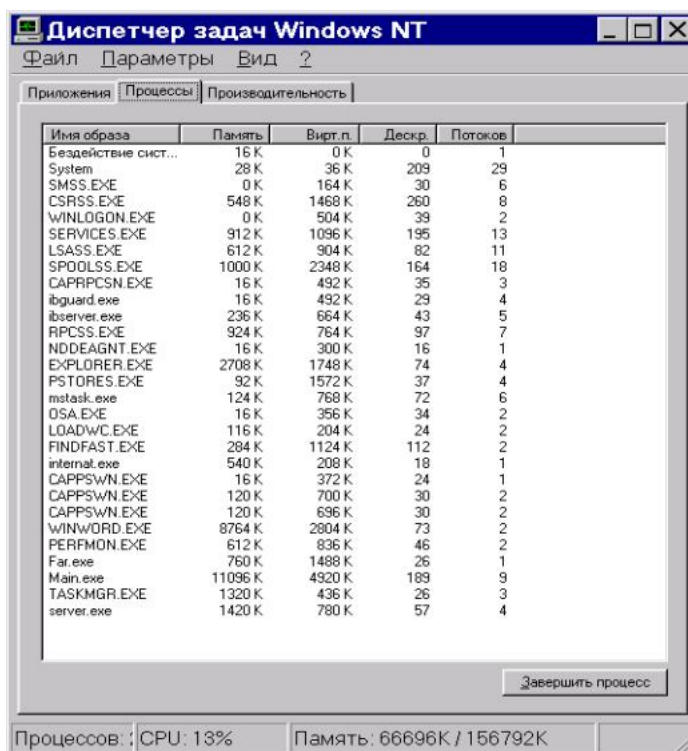 Диспетчер задач Windows NT
Файл Параметры Вид ?
Приложения Процессы Производительность
Имя образа Память Вирт.п. Дескр. Потоков
Бездействие сист... 16 K 0 K 0 1
System 28 K 36 K 209 29
SMSS.EXE 0 K 164 K 30 6
CSRSS.EXE 548 K 1468 K 260 8
WINLOGON.EXE 0 K 504 K 39 2
SERVICES.EXE 912 K 1096 K 195 13
LSASS.EXE 612 K 904 K 82 11
SPOOLSS.EXE 1000 K 2348 K 164 18
CAPRPCSN.EXE 16 K 492 K 35 3
ibguard.exe 16 K 492 K 29 4
ibserver.exe 236 K 664 K 43 5
RPCSS.EXE 924 K 764 K 97 7
NDDEAGNT.EXE 16 K 300 K 16 1
EXPLORER.EXE 2708 K 1748 K 74 4
PSTORES.EXE 92 K 1572 K 37 4
mstask.exe 124 K 768 K 72 6
OSA.EXE 16 K 356 K 34 2
LOADWC.EXE 116 K 204 K 24 2
FINDFAST.EXE 284 K 1124 K 112 2
internat.exe 540 K 208 K 18 1
CAPPSWN.EXE 16 K 372 K 24 1
CAPPSWN.EXE 120 K 700 K 30 2
CAPPSWN.EXE 120 K 696 K 30 2
WINWORD.EXE 8764 K 2804 K 73 2
PERFMON.EXE 612 K 836 K 46 2
Far.exe 760 K 1488 K 26 1
Main.exe 11096 K 4920 K 189 9
TASKMGR.EXE 1320 K 436 K 26 3
server.exe 1420 K 780 K 57 4
Завершить процесс
Процессов: CPU: 13% Память: 66696K / 156792K